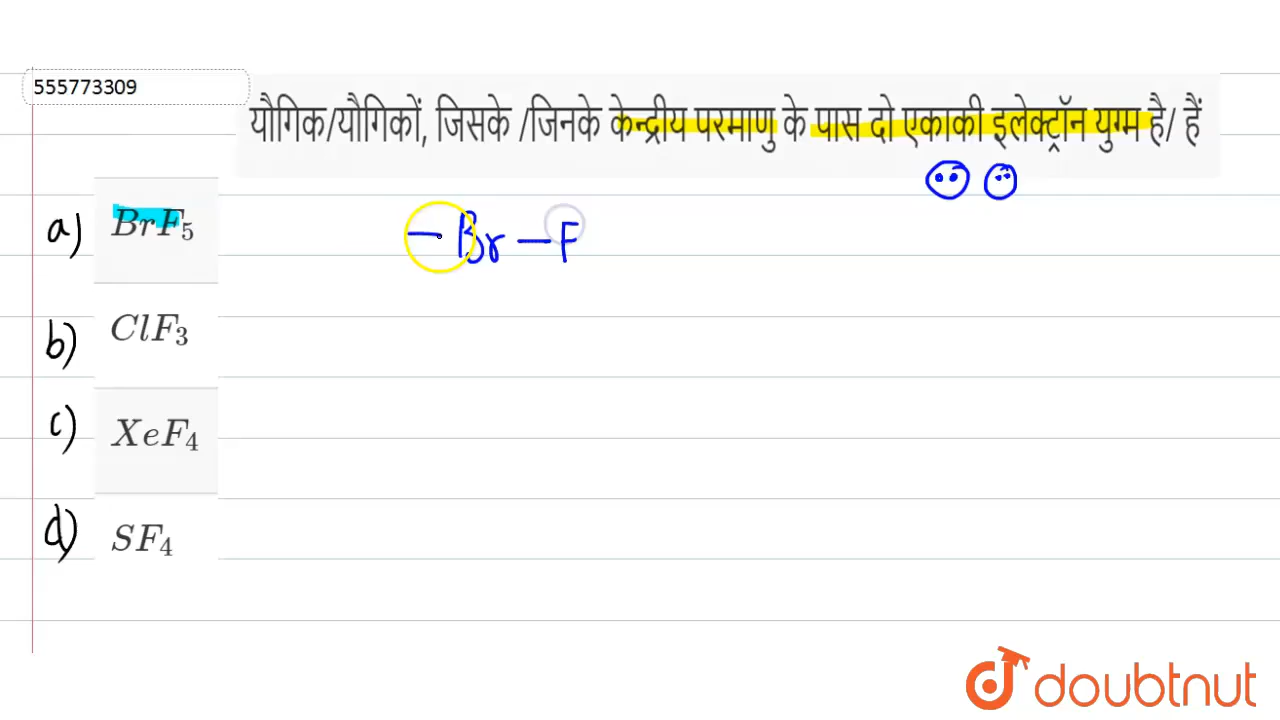 555773309
यौगिक/यौगिकों, जिसके /जिनके केन्द्रीय परमाणु के पास दो एकाकी इलेक्ट्रॉन युग्म है/ हैं
a) BrF₅
— Br — F
b) ClF₃
c) XeF₄
d) SF₄
doubtnut